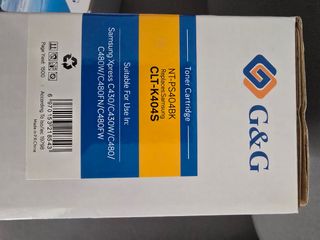 G&G
Toner Cartridge
NT-PS404BK
Replaces Samsung
CLT-K404S
Suitable For Use In:
Samsung Xpress C430/C430W/C480/
C480W/C480FN/C480FW
Page Yield: 1500
According To Iso/Iec 19798
Made in P.R.China